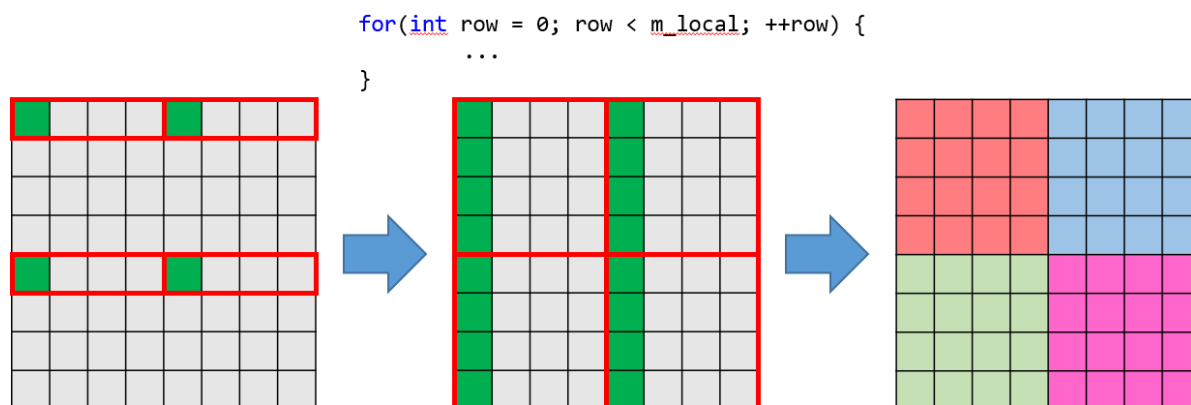 for(int row = 0; row < m_local; ++row) {
...
}